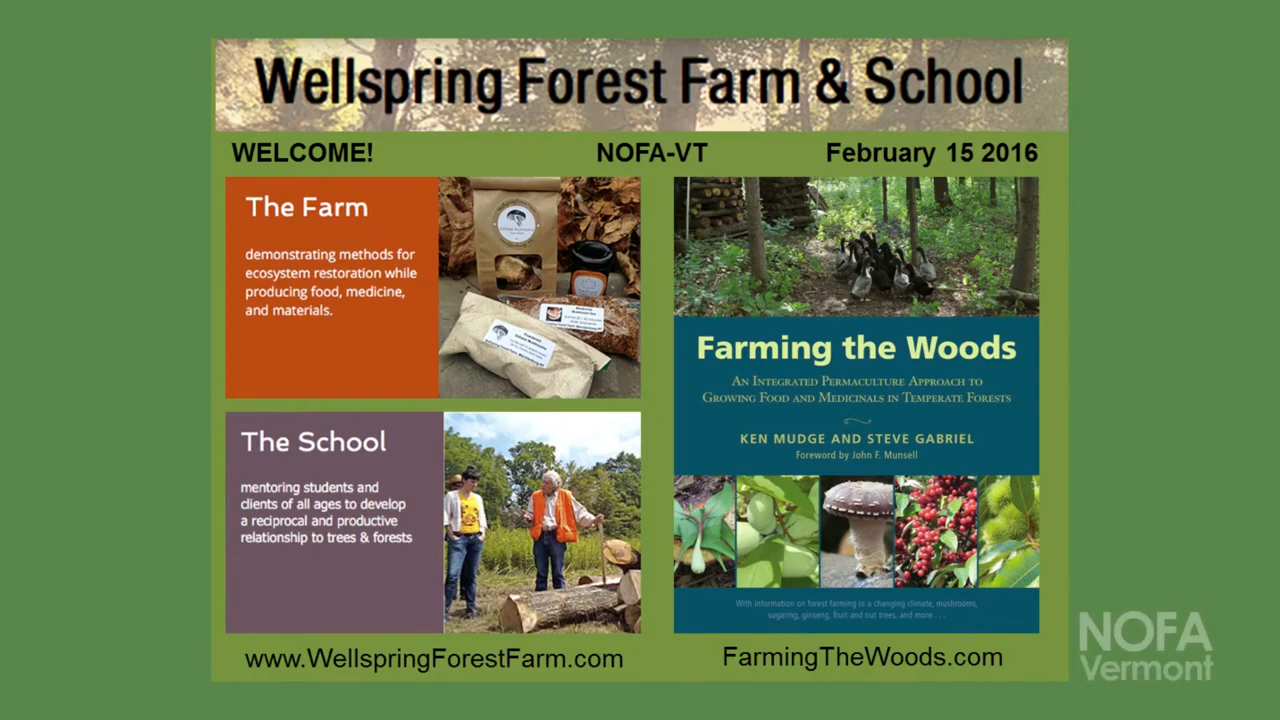 Wellspring Forest Farm & School
WELCOME!
NOFA-VT
February 15 2016
The Farm
demonstrating methods for
ecosystem restoration while
producing food, medicine,
and materials.
The School
mentoring students and
clients of all ages to develop
a reciprocal and productive
relationship to trees & forests
www.WellspringForestFarm.com
Farming the Woods
AN INTEGRATED PERMACULTURE APPROACH TO
GROWING FOOD AND MEDICINALS IN TEMPERATE FORESTS
KEN MUDGE AND STEVE GABRIEL
Foreword by John F. Munsell
With information on forest farming in a changing climate, mushrooms,
sugaring, ginseng, fruit and nut trees, and more . . .
FarmingTheWoods.com
NOFA
Vermont